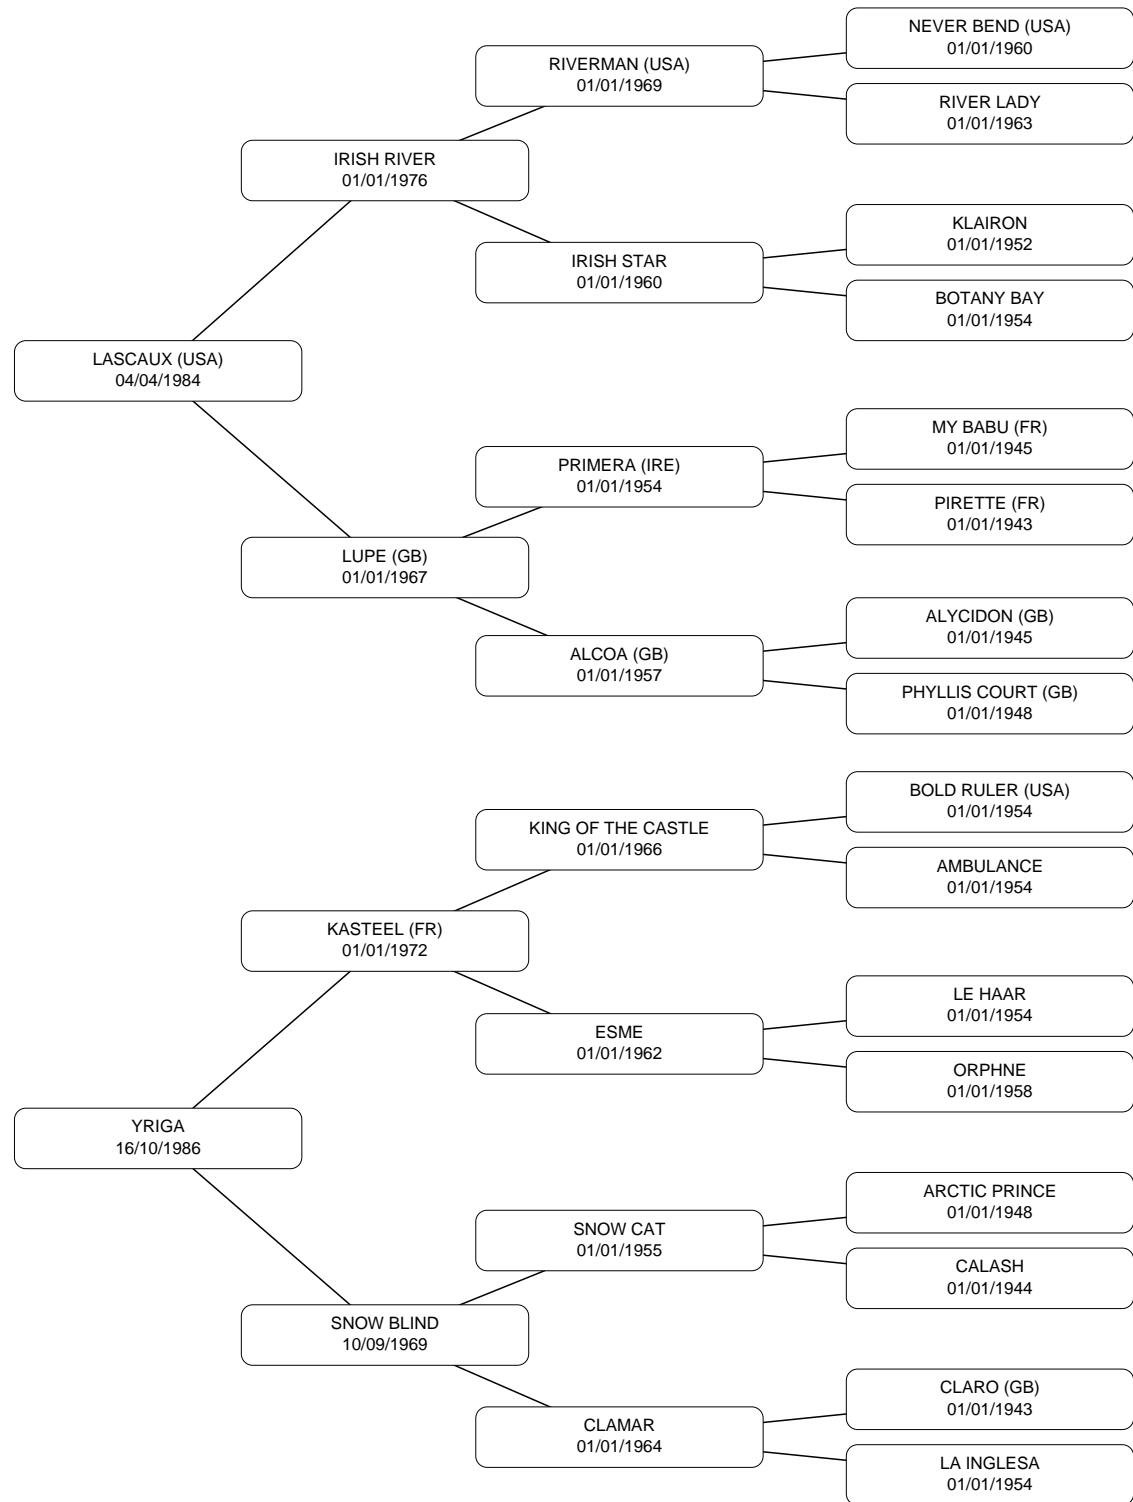 NEVER BEND (USA)
01/01/1960
RIVERMAN (USA)
01/01/1969
RIVER LADY
01/01/1963
IRISH RIVER
01/01/1976
KLAIRON
01/01/1952
IRISH STAR
01/01/1960
BOTANY BAY
01/01/1954
LASCAUX (USA)
04/04/1984
MY BABU (FR)
01/01/1945
PRIMERA (IRE)
01/01/1954
PIRETTE (FR)
01/01/1943
LUPE (GB)
01/01/1967
ALYCIDON (GB)
01/01/1945
ALCOA (GB)
01/01/1957
PHYLLIS COURT (GB)
01/01/1948
BOLD RULER (USA)
01/01/1954
KING OF THE CASTLE
01/01/1966
AMBULANCE
01/01/1954
KASTEEL (FR)
01/01/1972
LE HAAR
01/01/1954
ESME
01/01/1962
ORPHNE
01/01/1958
YRIGA
16/10/1986
ARCTIC PRINCE
01/01/1948
SNOW CAT
01/01/1955
CALASH
01/01/1944
SNOW BLIND
10/09/1969
CLARO (GB)
01/01/1943
CLAMAR
01/01/1964
LA INGLESA
01/01/1954